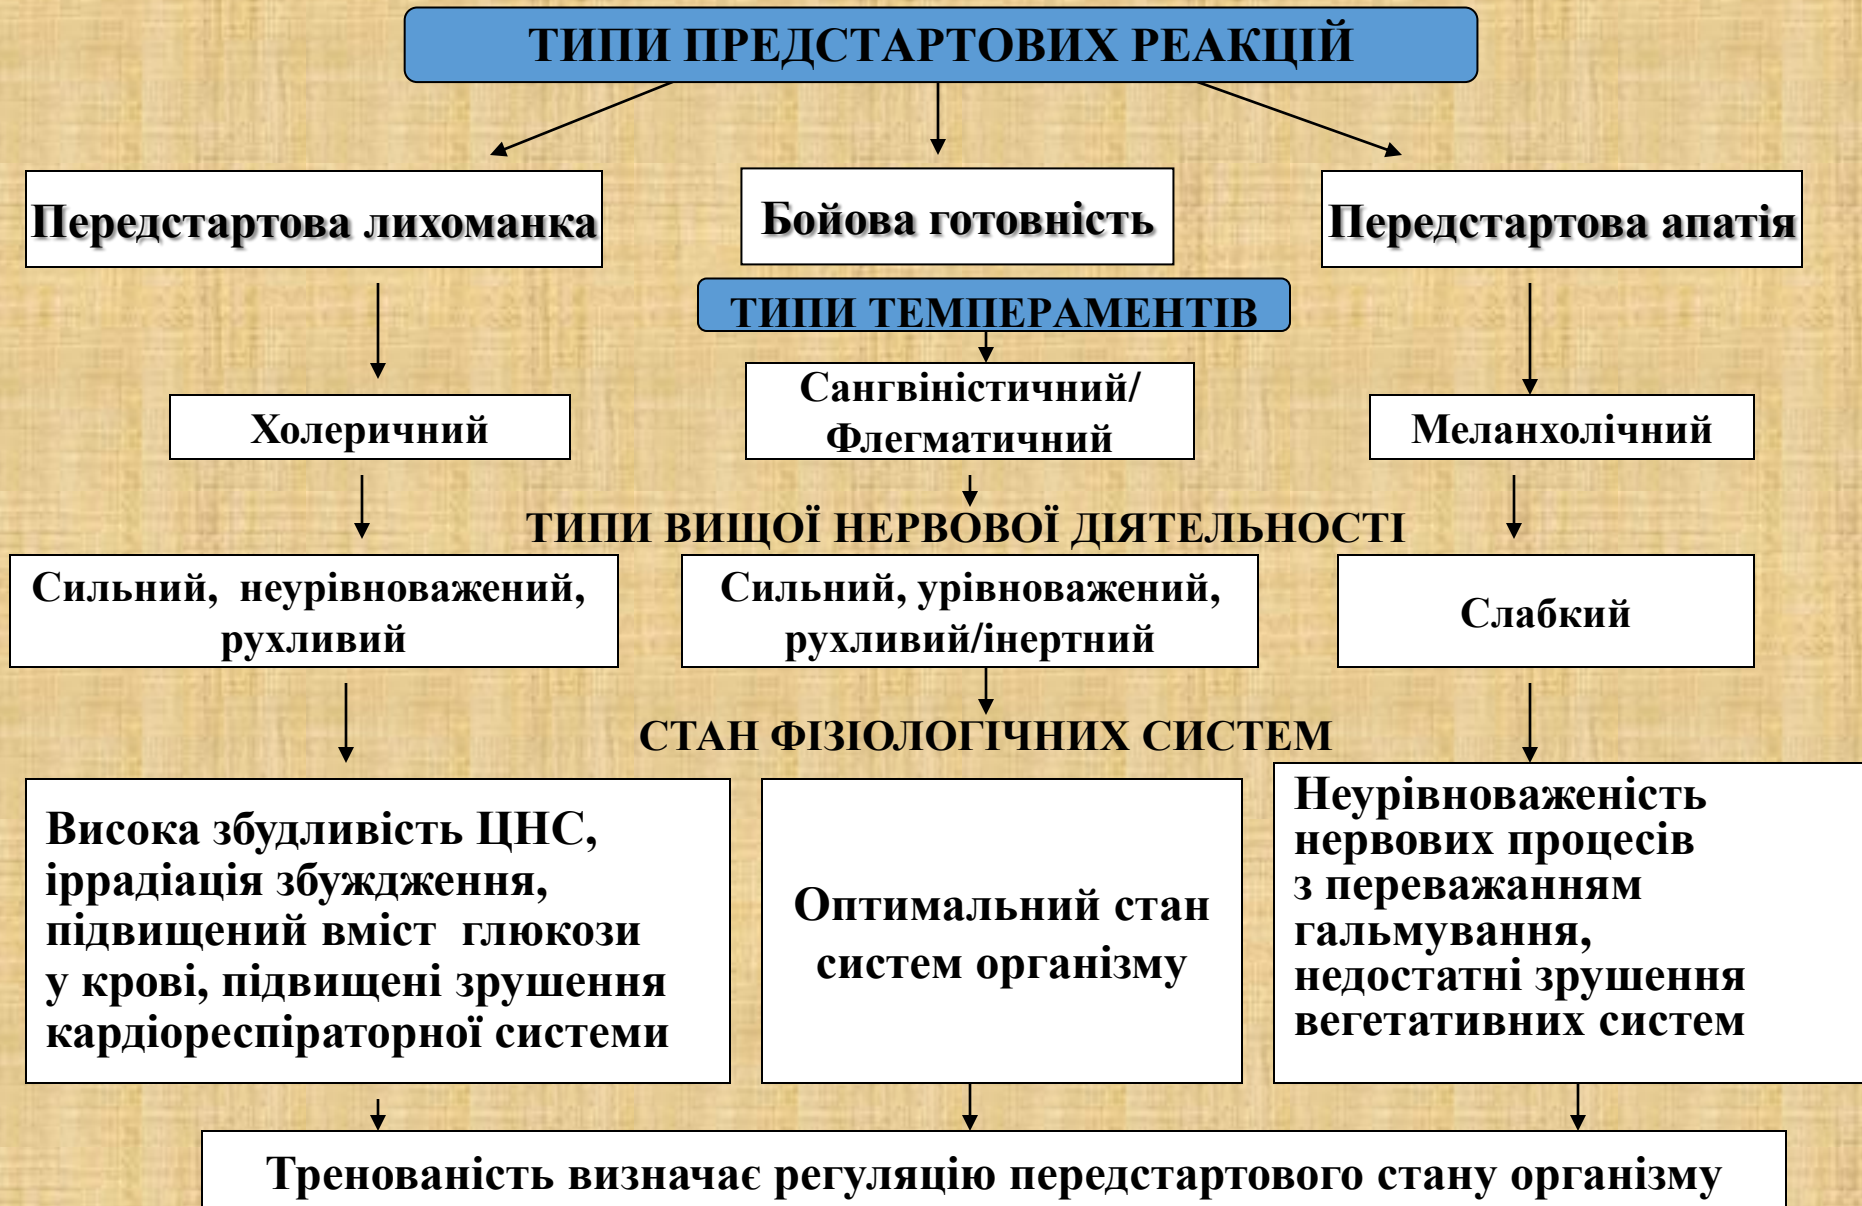 ТИПИ ПРЕДСТАРТОВИХ РЕАКЦІЙ
Передстартова лихоманка
Бойова готовність
Передстартова апатія
ТИПИ ТЕМПЕРАМЕНТІВ
Холеричний
Сангвіністичний/
Флегматичний
Меланхолічний
ТИПИ ВИЩОЇ НЕРВОВОЇ ДІЯТЕЛЬНОСТІ
Сильний, неурівноважений,
рухливий
Сильний, урівноважений,
рухливий/інертний
Слабкий
СТАН ФІЗІОЛОГІЧНИХ СИСТЕМ
Висока збудливість ЦНС,
іррадіація збуждження,
підвищений вміст глюкози
у крові, підвищені зрушення
кардіореспіраторної системи
Оптимальний стан
систем організму
Неурівноваженість
нервових процесів
з переважанням
гальмування,
недостатні зрушення
вегетативних систем
Тренованість визначає регуляцію передстартового стану організму